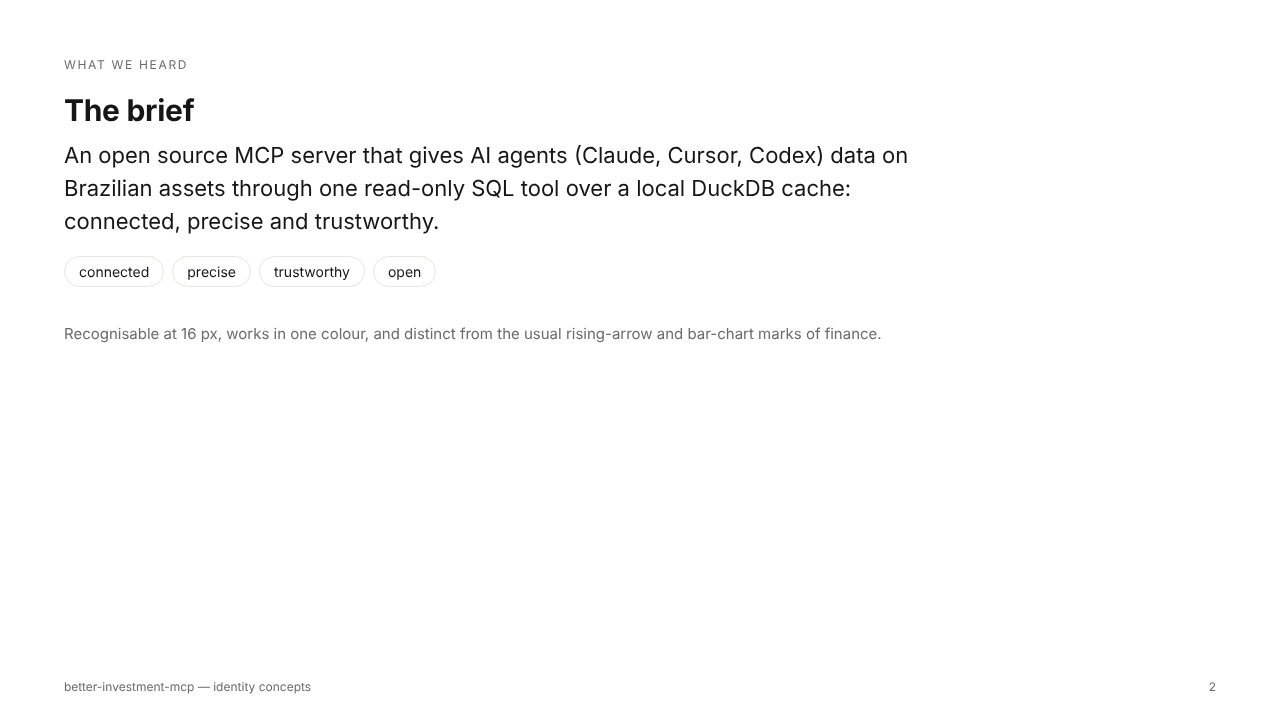 WHAT WE HEARD
The brief
An open source MCP server that gives AI agents (Claude, Cursor, Codex) data on
Brazilian assets through one read-only SQL tool over a local DuckDB cache:
connected, precise and trustworthy.
connected precise trustworthy open
Recognisable at 16 px, works in one colour, and distinct from the usual rising-arrow and bar-chart marks of finance.
better-investment-mcp — identity concepts 2